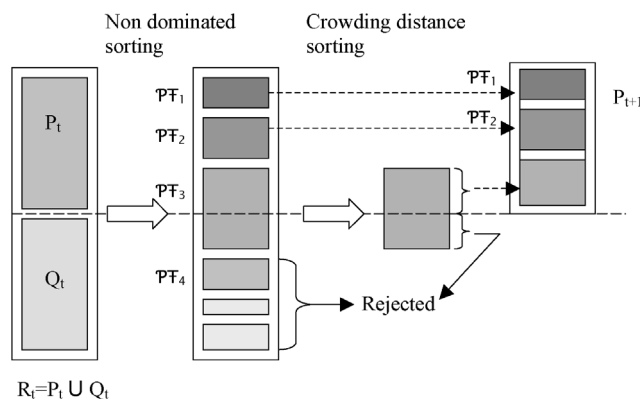 Non dominated
sorting
Crowding distance
sorting
Pt
Qt
Rt=Pt U Qt
PF1
PF2
PF3
PF4
Rejected
PF1
PF2
Pt+1